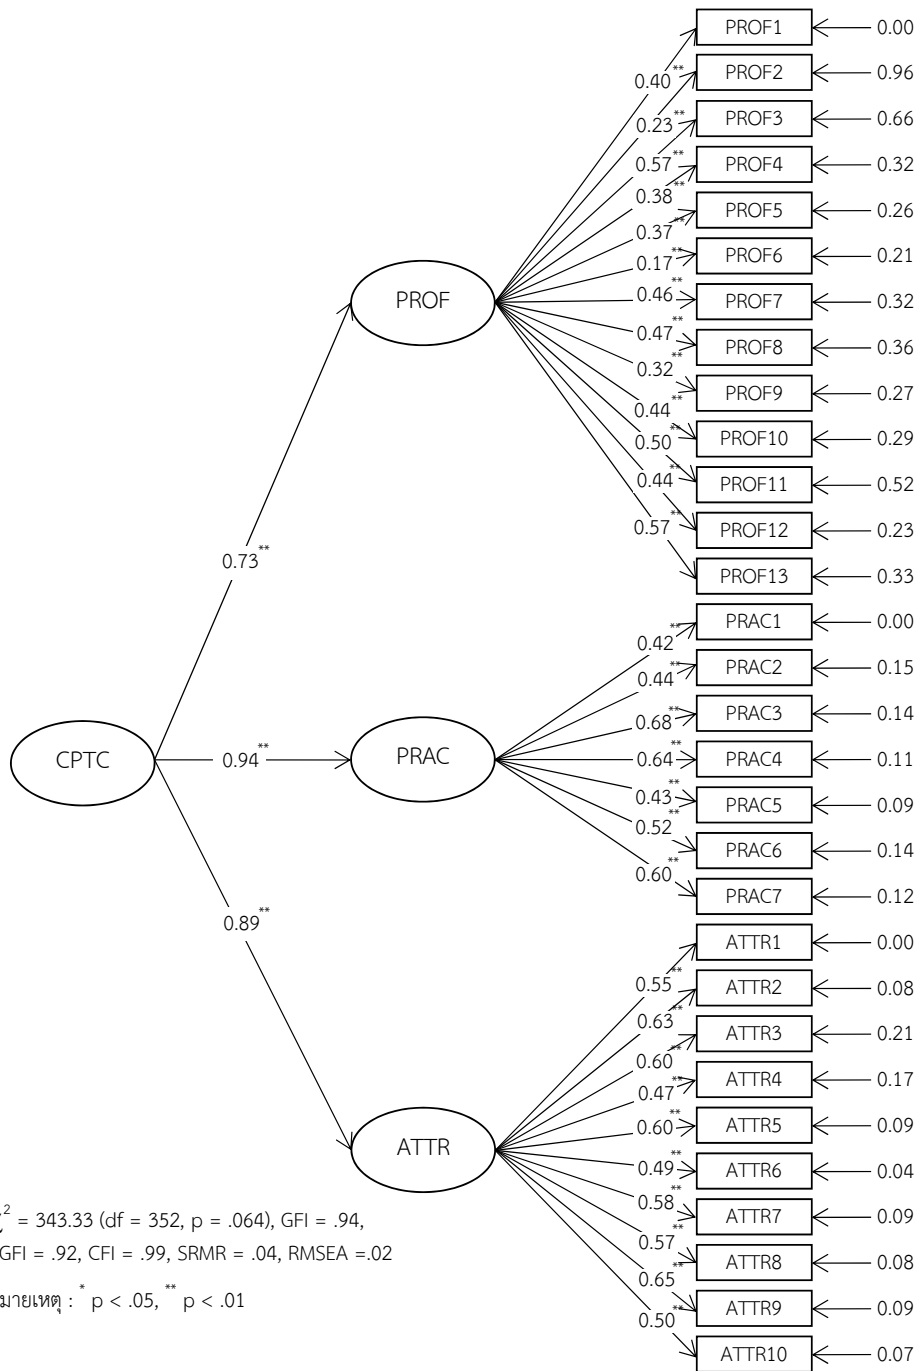 PROF1 0.00
0.40** PROF2 0.96
0.23** PROF3 0.66
0.57** PROF4 0.32
0.38** PROF5 0.26
0.37** PROF6 0.21
0.17** PROF7 0.32
0.46** PROF8 0.36
0.47** PROF9 0.27
0.32** PROF10 0.29
0.44** PROF11 0.52
0.50** PROF12 0.23
0.44** PROF13 0.33
0.57**
PROF
0.73**
PRAC1 0.00
0.42** PRAC2 0.15
0.44** PRAC3 0.14
0.68** PRAC4 0.11
0.64** PRAC5 0.09
0.43** PRAC6 0.14
0.52** PRAC7 0.12
0.60**
CPTC 0.94** PRAC
0.89**
ATTR1 0.00
0.55** ATTR2 0.08
0.63** ATTR3 0.21
0.60** ATTR4 0.17
0.47** ATTR5 0.09
0.60** ATTR6 0.04
0.49** ATTR7 0.09
0.58** ATTR8 0.08
0.57** ATTR9 0.09
0.65** ATTR10 0.07
0.50**
ATTR
² = 343.33 (df = 352, p = .064), GFI = .94,
GFI = .92, CFI = .99, SRMR = .04, RMSEA =.02
มายเหตุ : * p < .05, ** p < .01